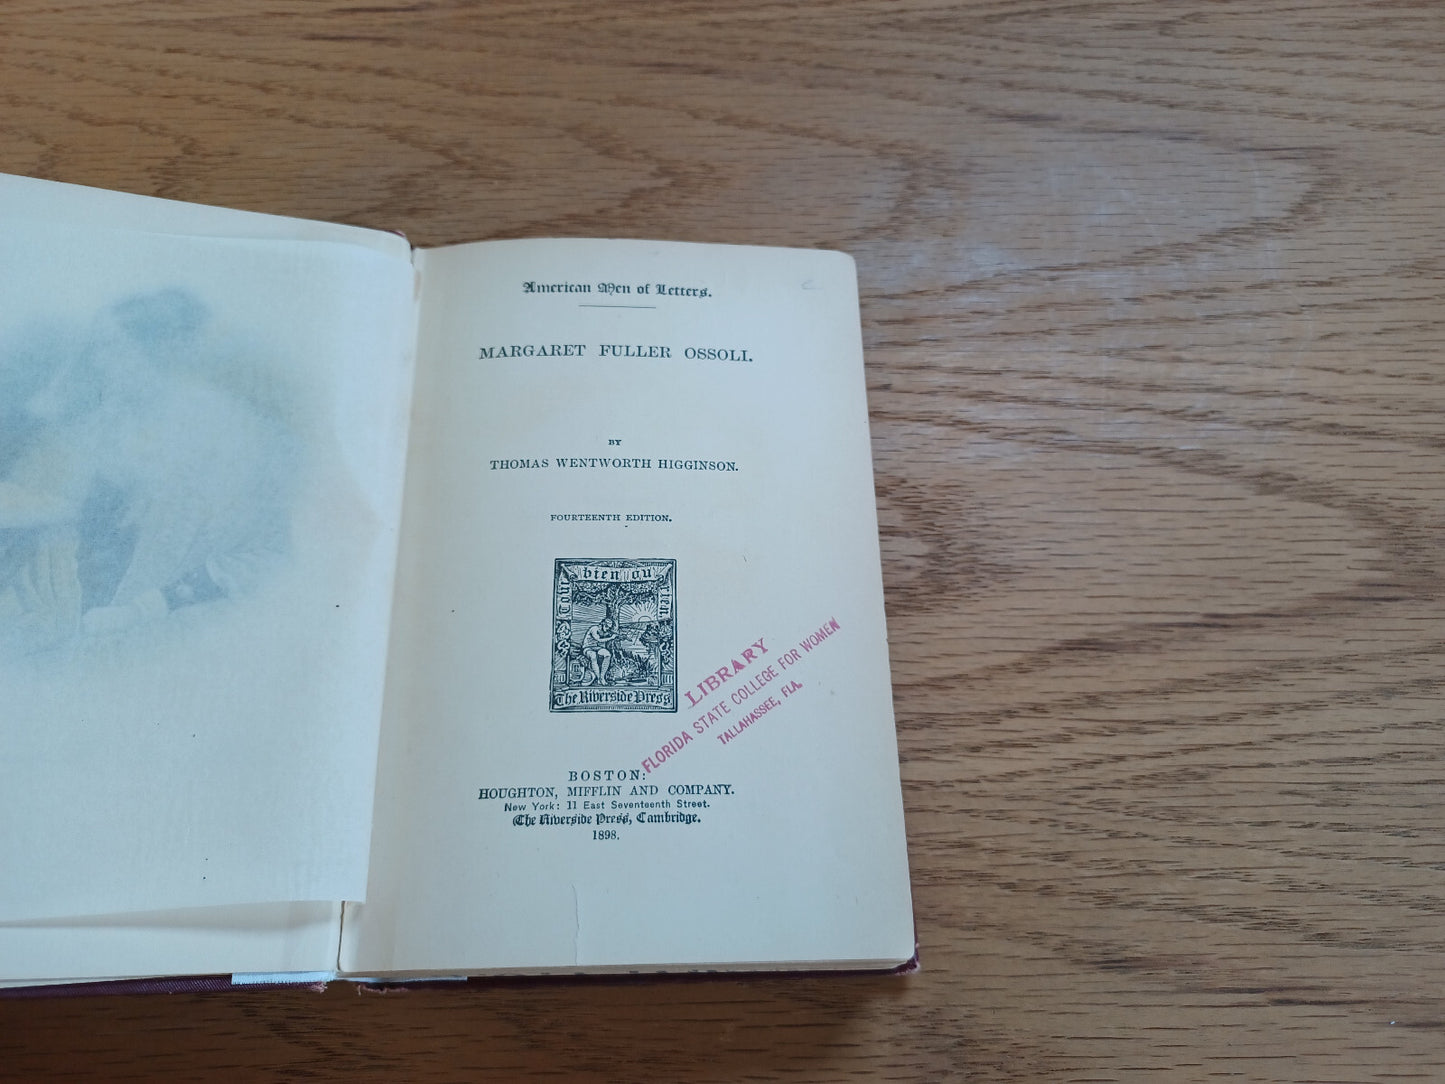 American Men of Letters.
MARGARET FULLER OSSOLI.
BY
THOMAS WENTWORTH HIGGINSON.
FOURTEENTH EDITION.
Tout bien ou rien
The Riverside Press
LIBRARY
FLORIDA STATE COLLEGE FOR WOMEN
TALLAHASSEE, FLA.
BOSTON:
HOUGHTON, MIFFLIN AND COMPANY.
New York: 11 East Seventeenth Street.
The Riverside Press, Cambridge.
1898.